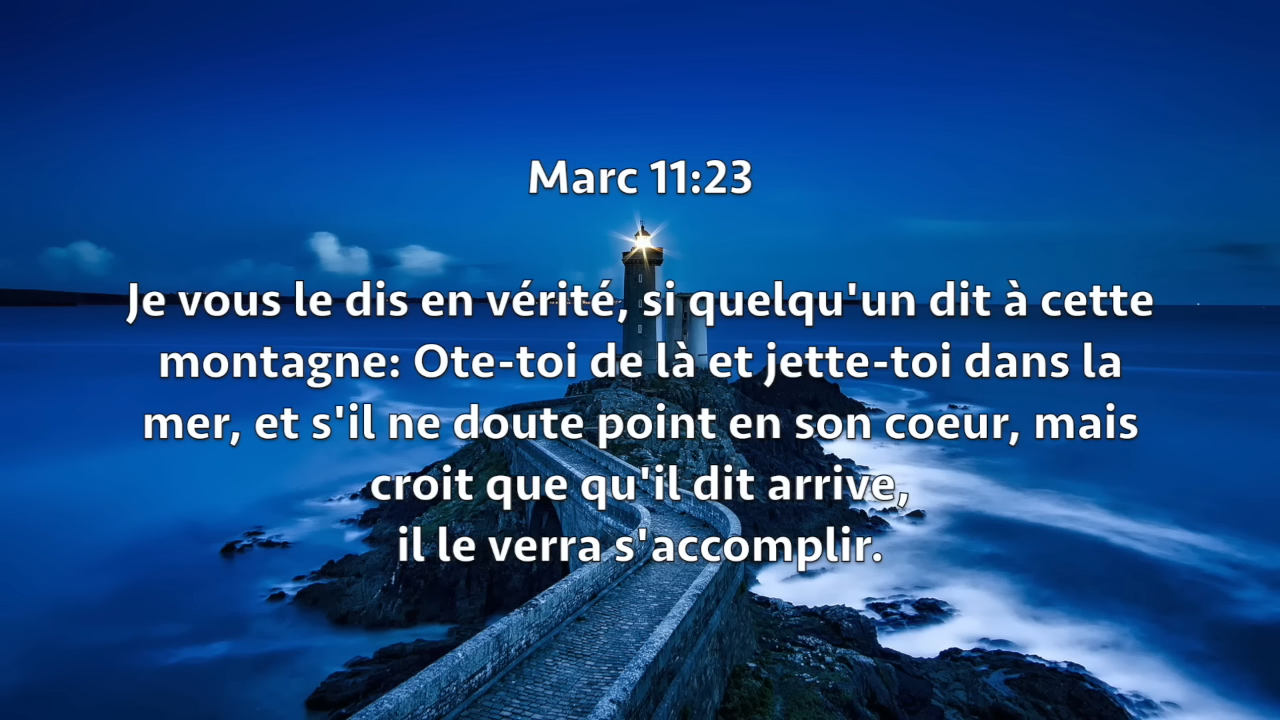 Marc 11:23
Je vous le dis en vérité, si quelqu'un dit à cette
montagne: Ote-toi de là et jette-toi dans la
mer, et s'il ne doute point en son coeur, mais
croit que qu'il dit arrive,
il le verra s'accomplir.